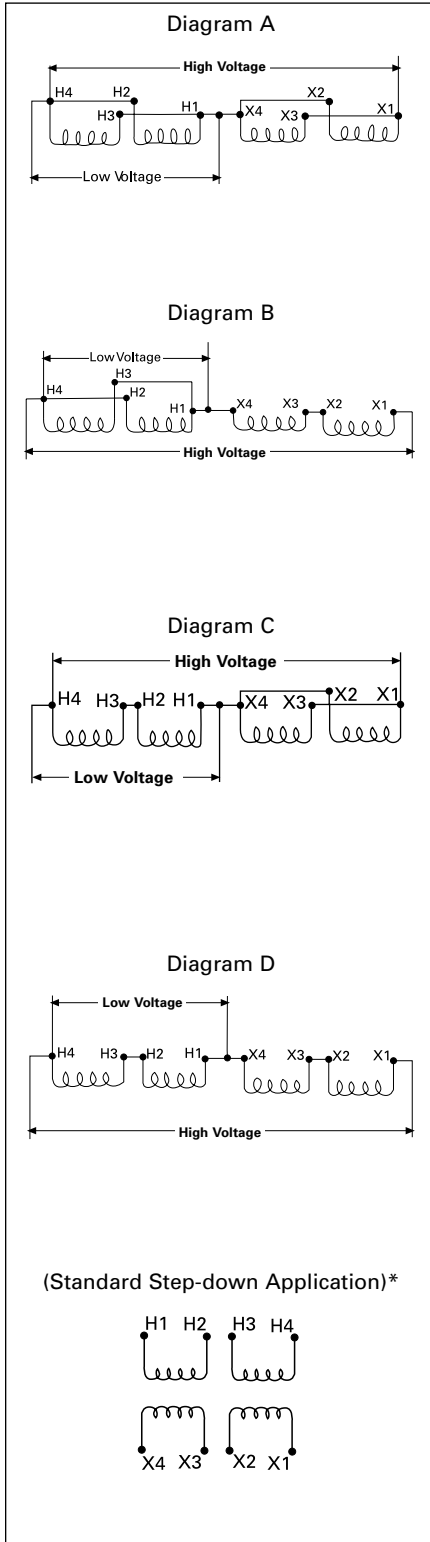 Diagram A
High Voltage
H4 H2 H3 H1 X4 X3 X2 X1
Low Voltage
Diagram B
Low Voltage
H4 H3 H2 H1 X4 X3 X2 X1
High Voltage
Diagram C
High Voltage
H4 H3 H2 H1 X4 X3 X2 X1
Low Voltage
Diagram D
Low Voltage
H4 H3 H2 H1 X4 X3 X2 X1
High Voltage
(Standard Step-down Application)*
H1 H2 H3 H4
X4 X3 X2 X1